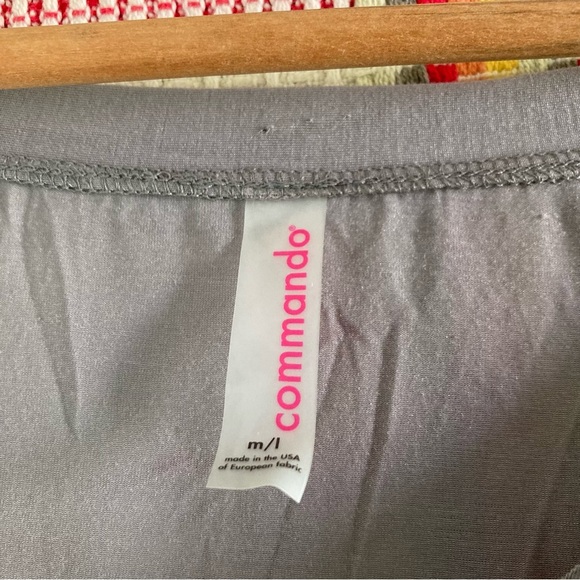 commando®
m/l
made in the USA
of European fabric